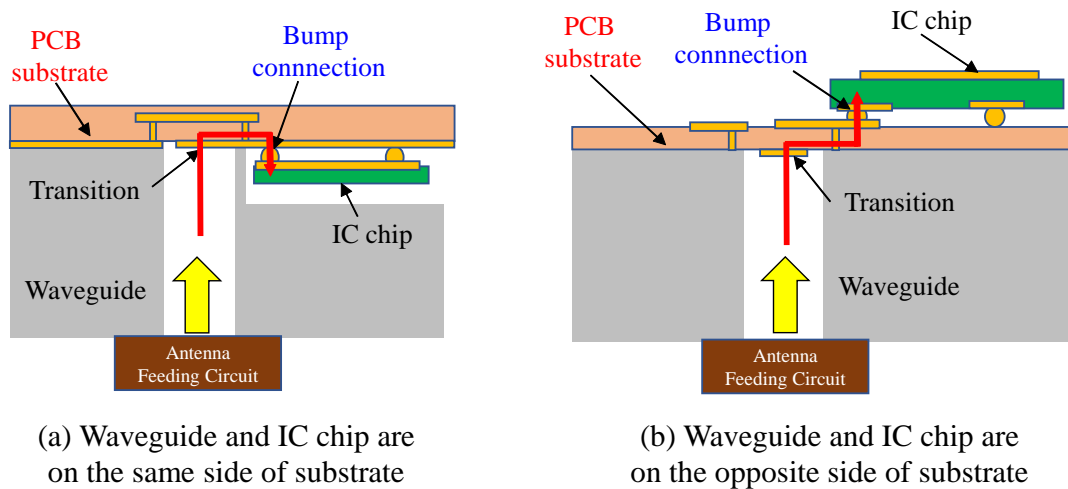 PCB
substrate
Bump
connnection
Transition
IC chip
Waveguide
Antenna
Feeding Circuit
(a) Waveguide and IC chip are
on the same side of substrate
PCB
substrate
Bump
connnection
IC chip
Transition
Waveguide
Antenna
Feeding Circuit
(b) Waveguide and IC chip are
on the opposite side of substrate